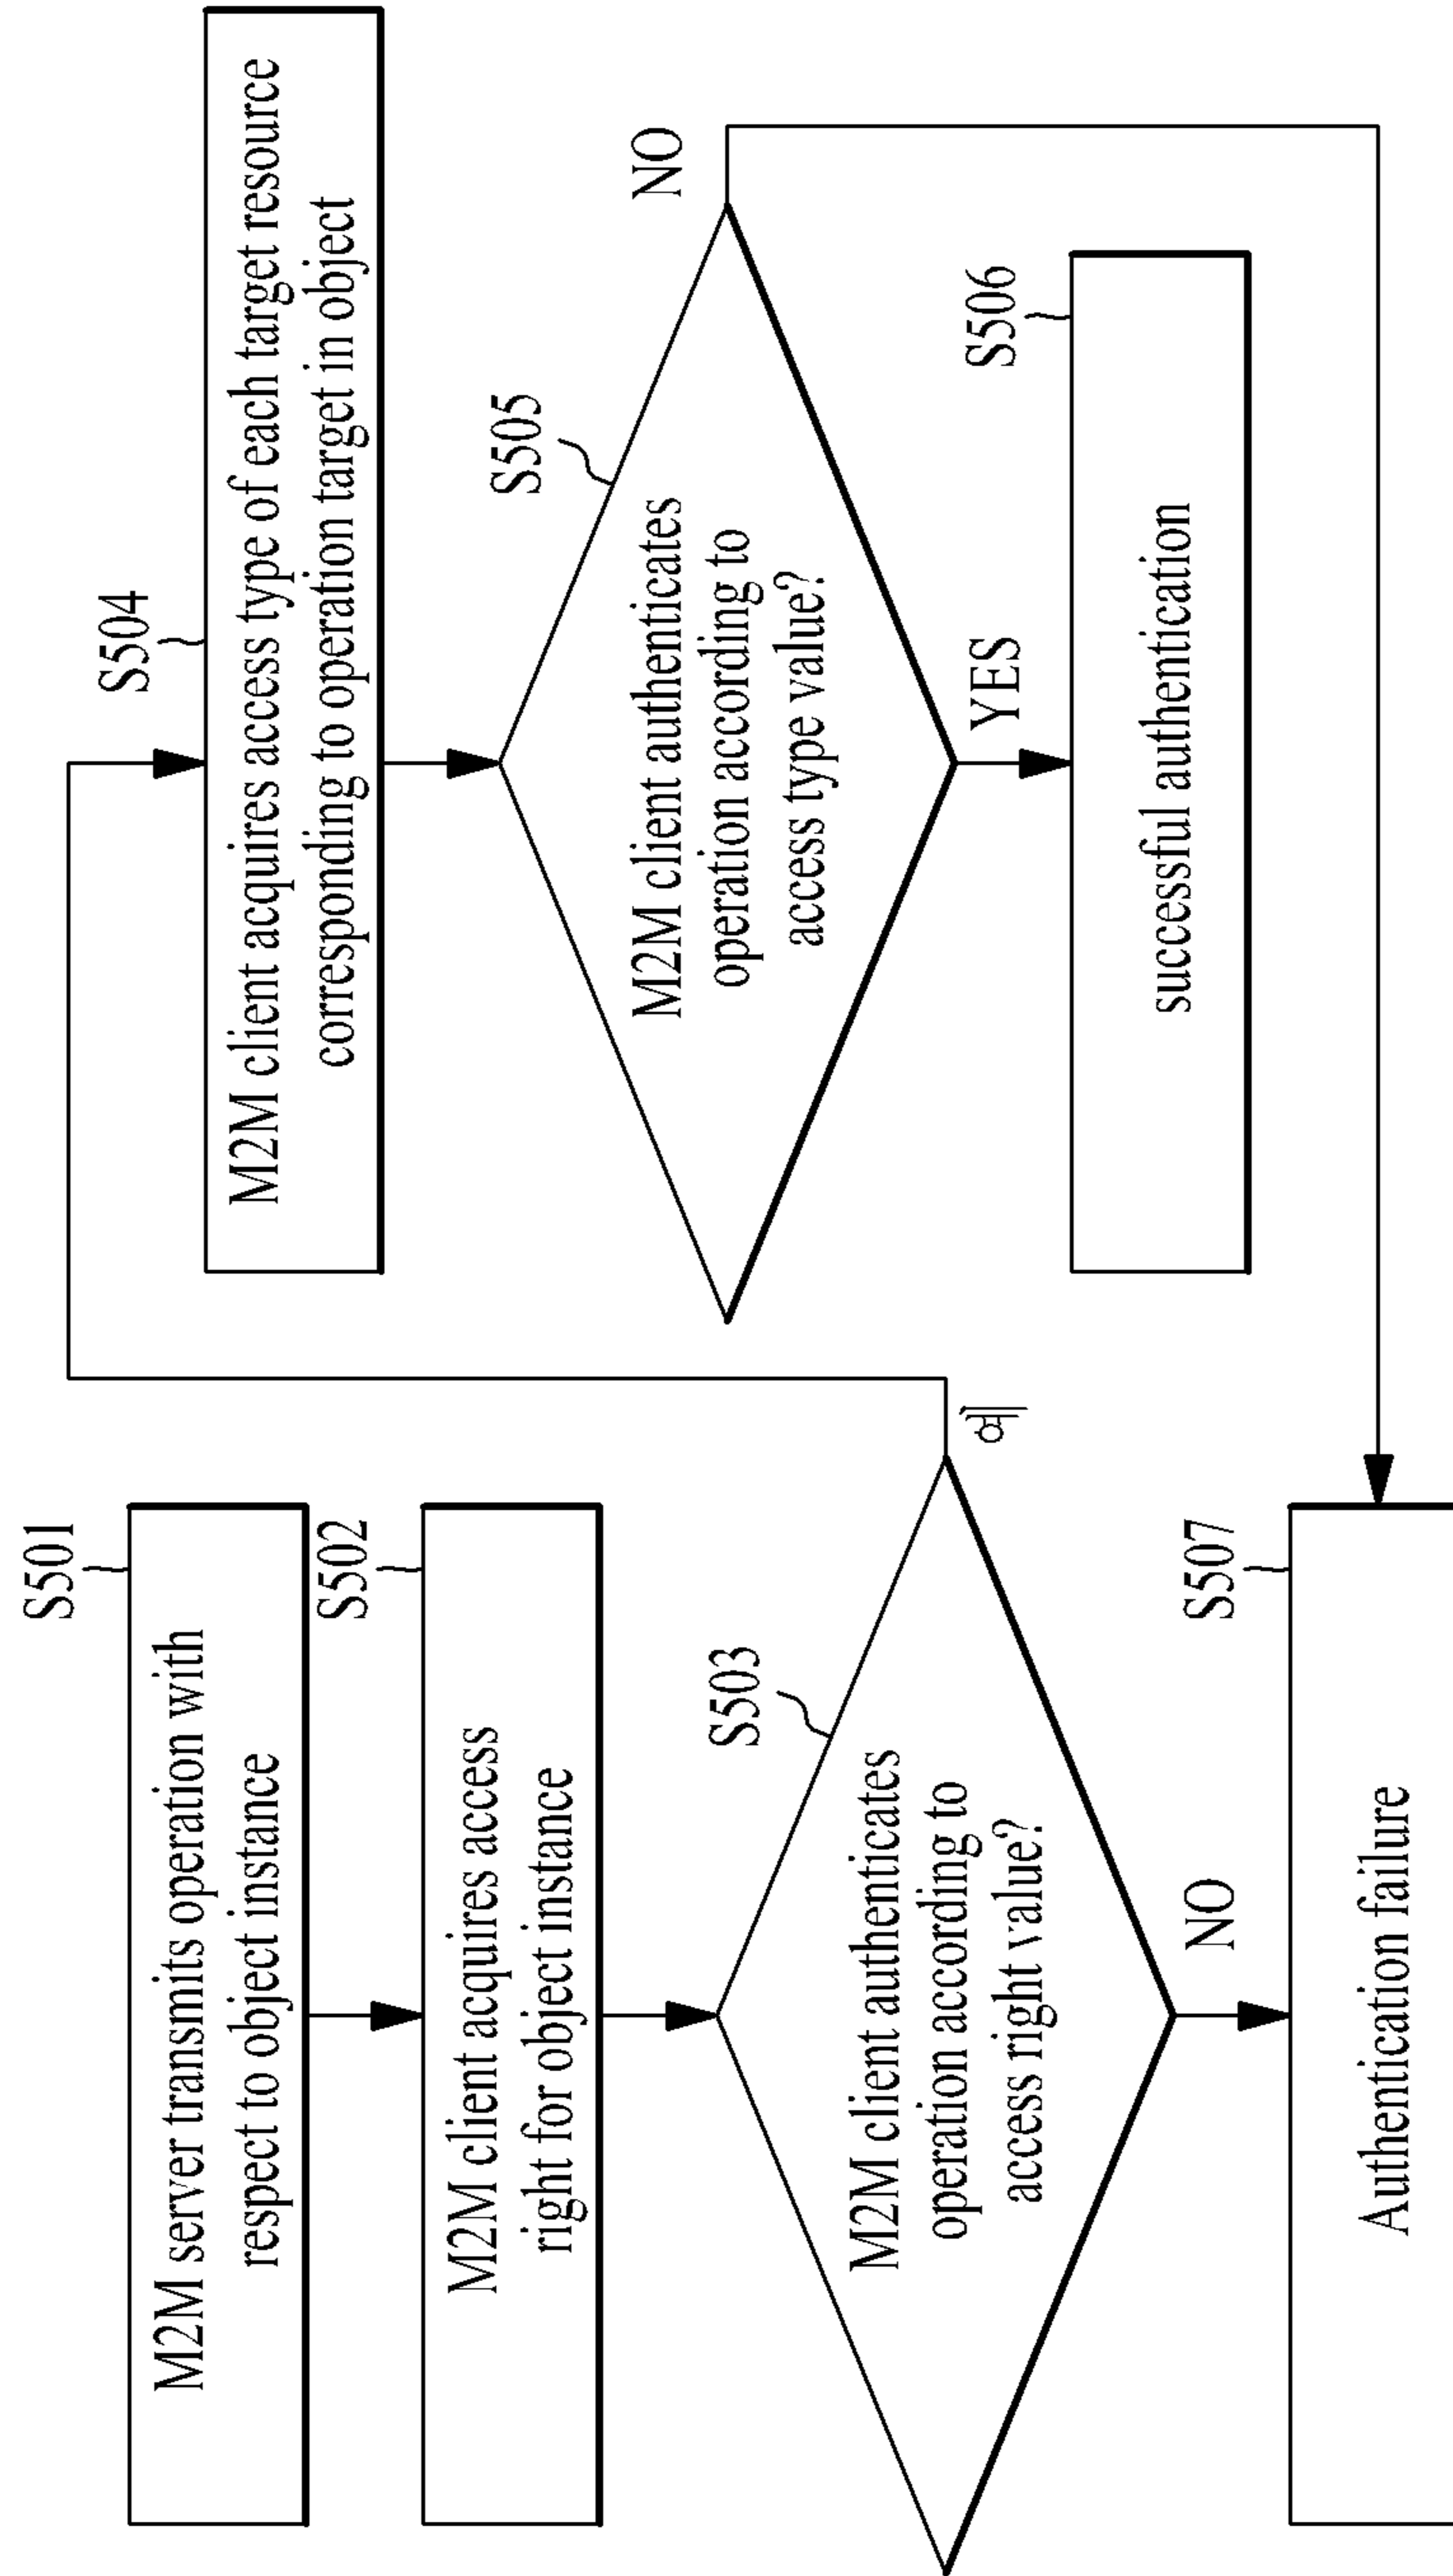 S501
M2M server transmits operation with
respect to object instance
S502
M2M client acquires access
right for object instance
S503
M2M client authenticates
operation according to
access right value?
예
NO
S507
Authentication failure
S504
M2M client acquires access type of each target resource
corresponding to operation target in object
S505
M2M client authenticates
operation according to
access type value?
NO
YES
S506
successful authentication